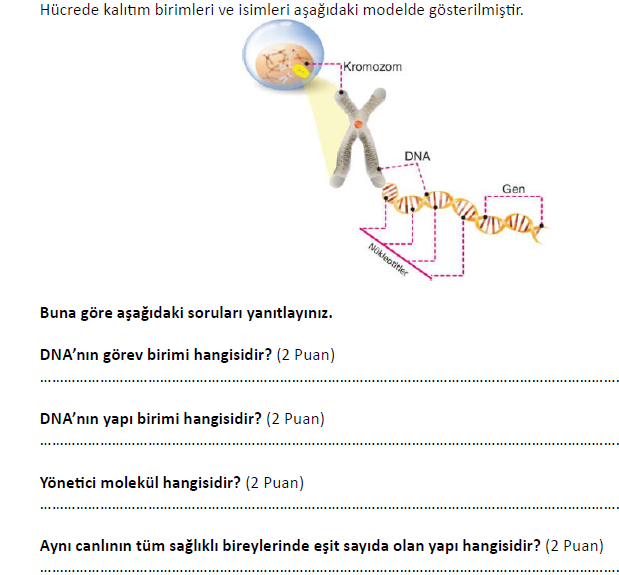 Hücrede kalıtım birimleri ve isimleri aşağıdaki modelde gösterilmiştir.
Kromozom
DNA
Gen
Nükleotitler
Buna göre aşağıdaki soruları yanıtlayınız.
DNA’nın görev birimi hangisidir? (2 Puan)
DNA’nın yapı birimi hangisidir? (2 Puan)
Yönetici molekül hangisidir? (2 Puan)
Aynı canlının tüm sağlıklı bireylerinde eşit sayıda olan yapı hangisidir? (2 Puan)